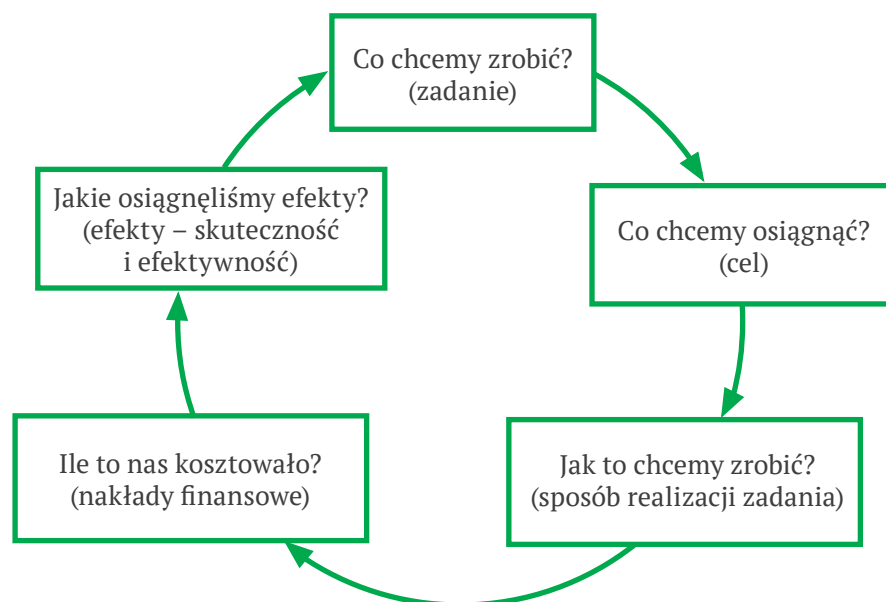 Co chcemy zrobić?
(zadanie)
Co chcemy osiągnąć?
(cel)
Jak to chcemy zrobić?
(sposób realizacji zadania)
Ile to nas kosztowało?
(nakłady finansowe)
Jakie osiągnęliśmy efekty?
(efekty – skuteczność
i efektywność)